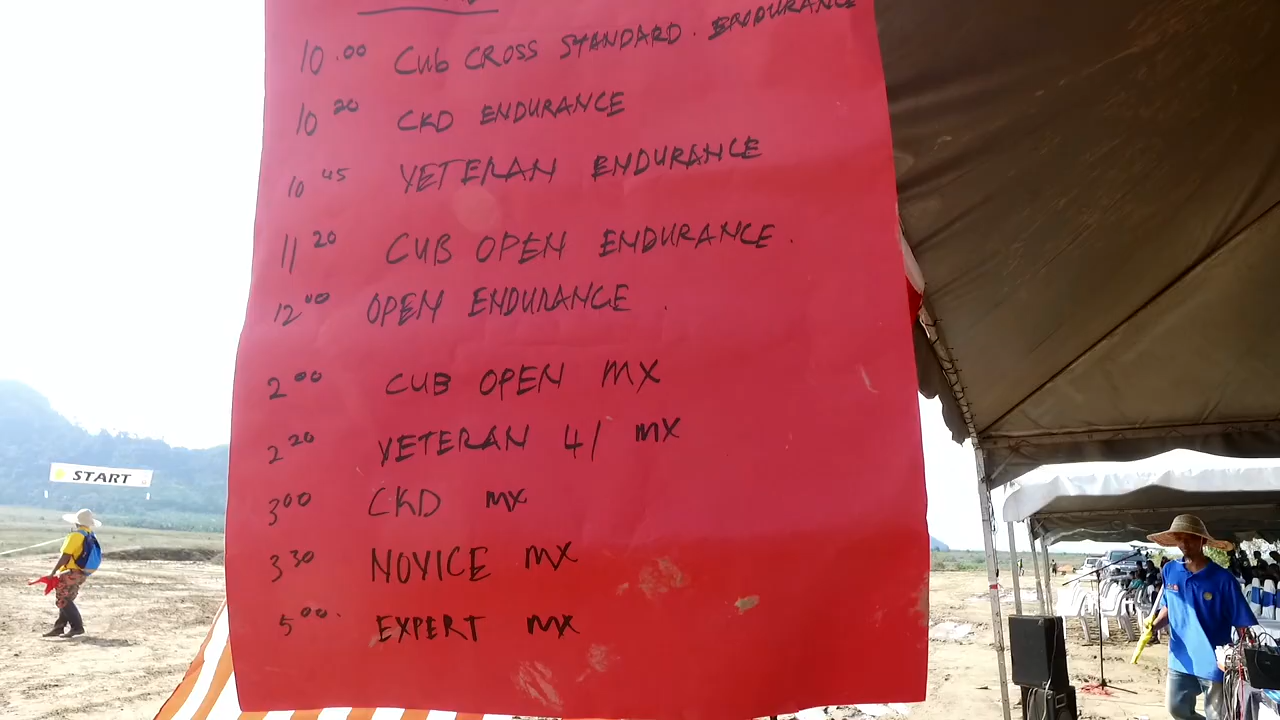 10.00 CUb CROSS STANDARD. ENDURANCE
10 20 CKD ENDURANCE
10 45 VETERAN ENDURANCE
11 20 CUB OPEN ENDURANCE.
12 00 OPEN ENDURANCE.
2 00 CUB OPEN MX
2 20 VETERAN 4/ MX
3 00 CKD MX
3 30 NOVICE MX
5 00. EXPERT MX
START